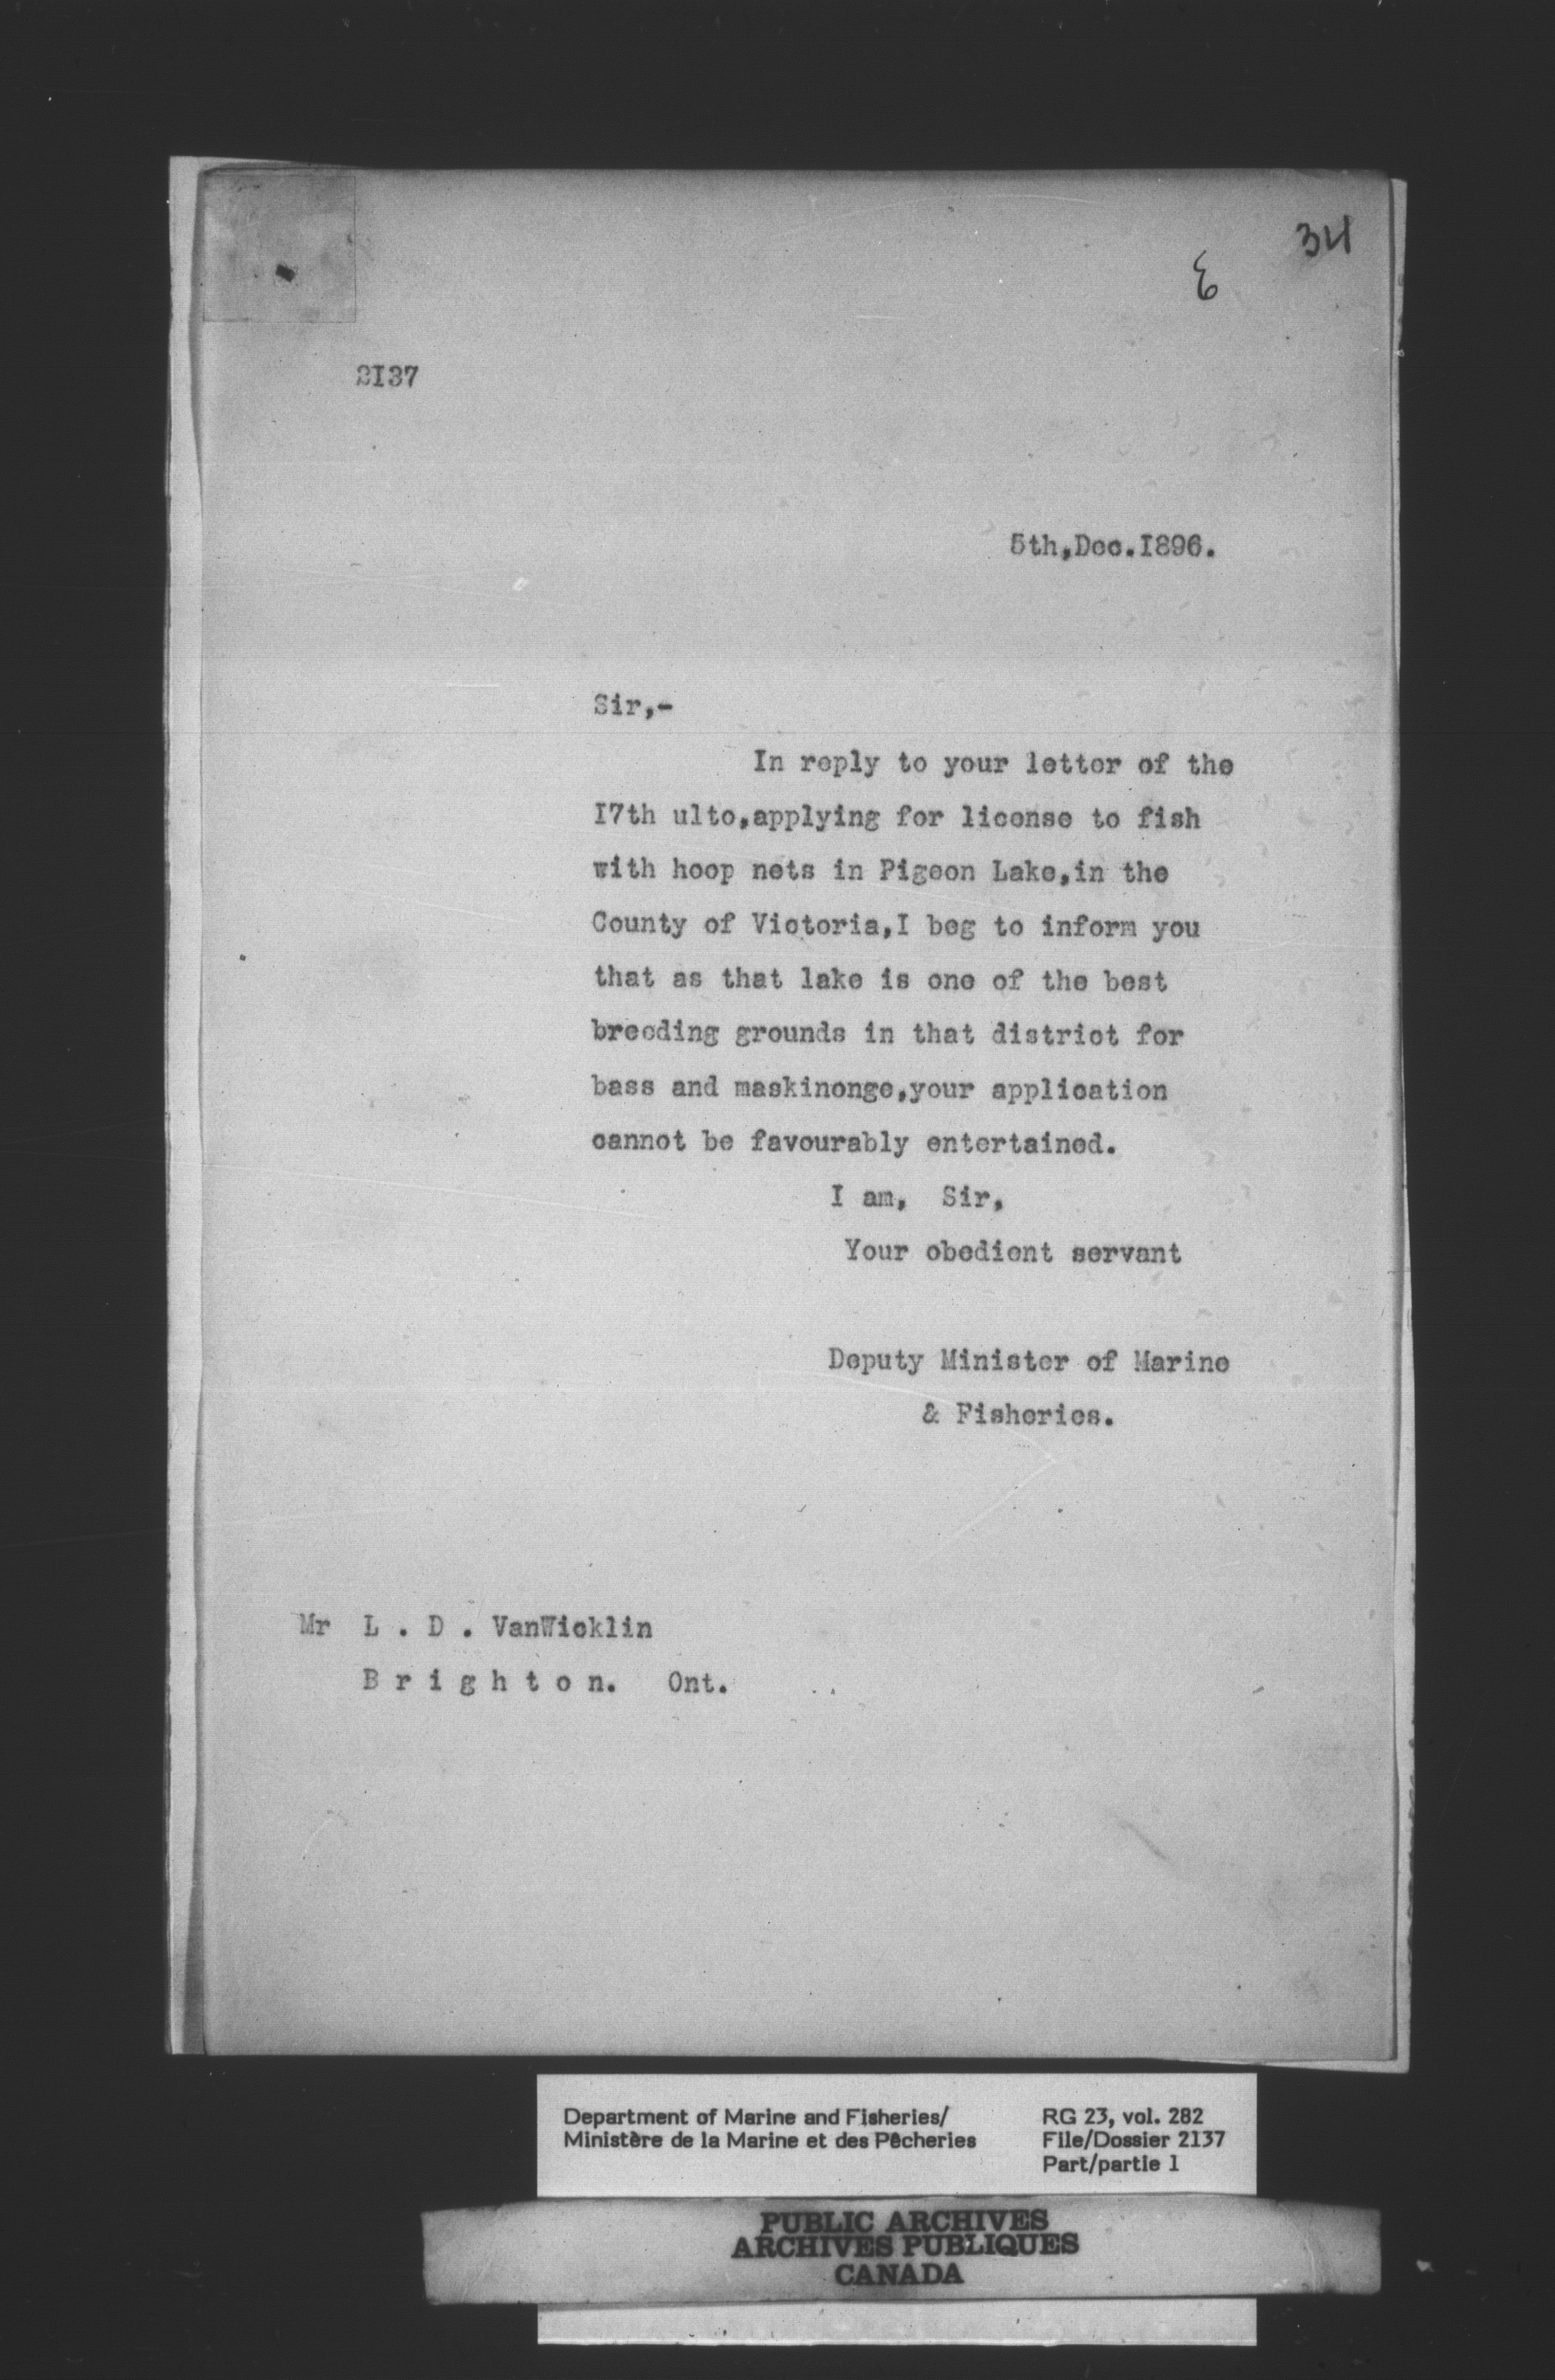 34
E
2I37
5th,Dec.I896.
Sir,-
In reply to your letter of the
I7th ulto,applying for license to fish
with hoop nets in Pigeon Lake,in the
County of Victoria,I beg to inform you
that as that lake is one of the best
breeding grounds in that district for
bass and maskinonge,your application
cannot be favourably entertained.
I am, Sir,
Your obedient servant
Deputy Minister of Marine
& Fisheries.
Mr L . D . VanWicklin
B r i g h t o n. Ont.
Department of Marine and Fisheries/ RG 23, vol. 282
Ministère de la Marine et des Pêcheries File/Dossier 2137
Part/partie 1
PUBLIC ARCHIVES
ARCHIVES PUBLIQUES
CANADA